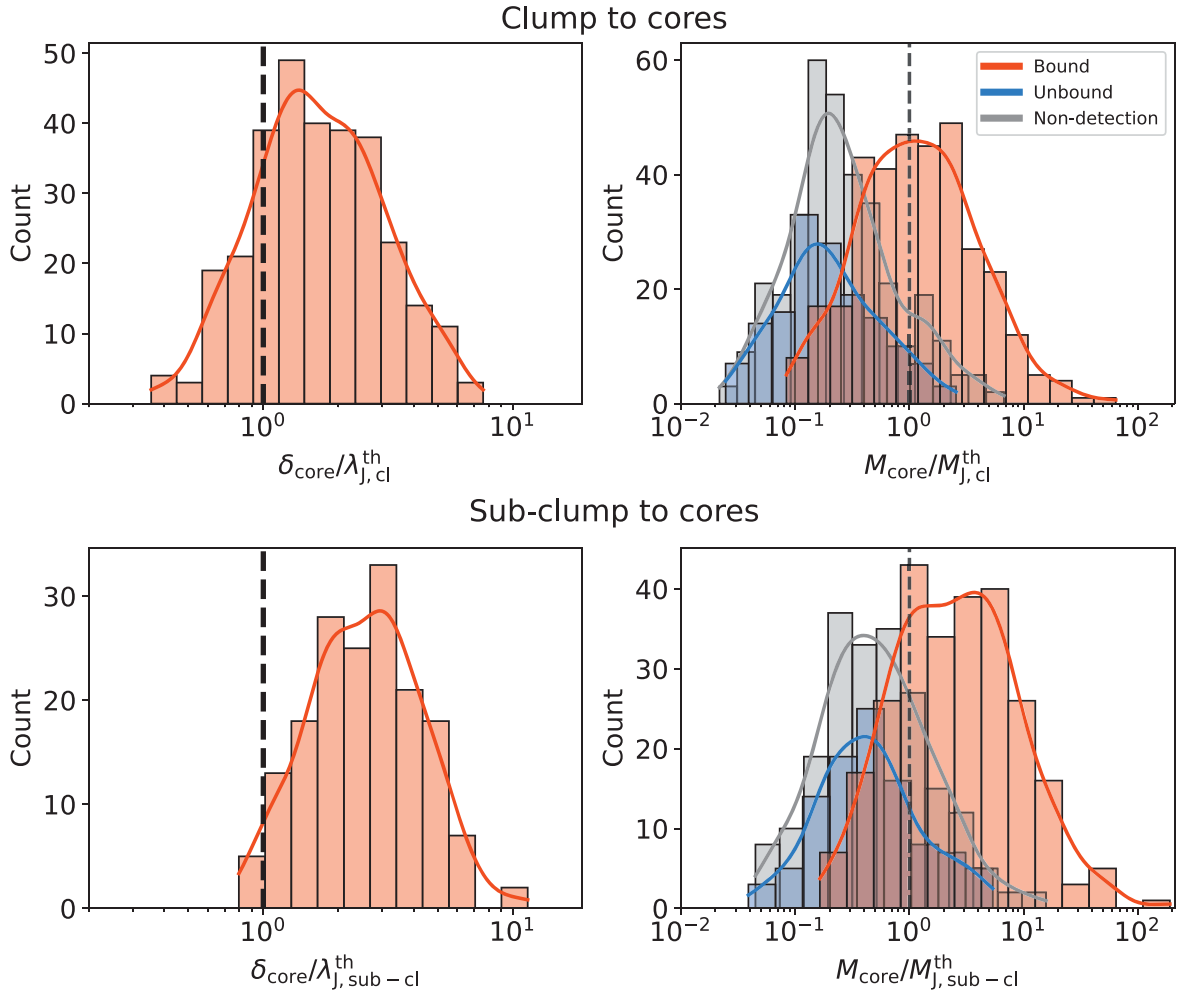 Clump to cores
50
40
30
20
10
0
Count
10^0
10^1
δ_core/λ^th_J, cl
60
40
20
0
Count
Bound
Unbound
Non-detection
10^−2
10^−1
10^0
10^1
10^2
M_core/M^th_J, cl
Sub-clump to cores
30
20
10
0
Count
10^0
10^1
δ_core/λ^th_J, sub − cl
40
30
20
10
0
Count
10^−2
10^−1
10^0
10^1
10^2
M_core/M^th_J, sub − cl